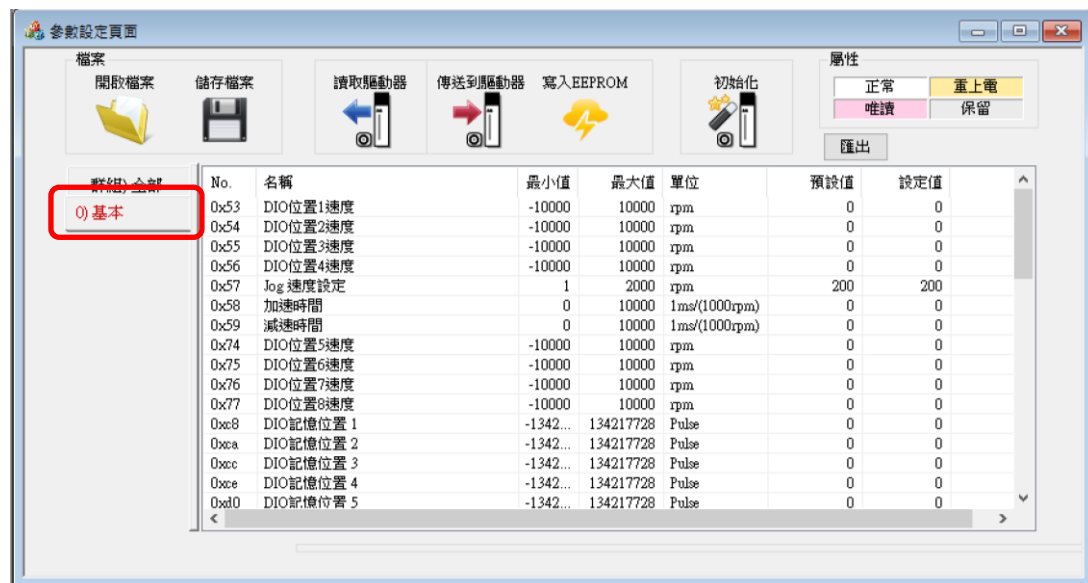 參數設定頁面
檔案
屬性
開啟檔案 儲存檔案 讀取驅動器 傳送到驅動器 寫入EEPROM 初始化
正常 重上電
唯讀 保留
匯出
群組) 全部
0) 基本
No. 名稱 最小值 最大值 單位 預設值 設定值
0x53 DIO位置1速度 -10000 10000 rpm 0 0
0x54 DIO位置2速度 -10000 10000 rpm 0 0
0x55 DIO位置3速度 -10000 10000 rpm 0 0
0x56 DIO位置4速度 -10000 10000 rpm 0 0
0x57 Jog 速度設定 1 2000 rpm 200 200
0x58 加速時間 0 10000 1ms/(1000rpm) 0 0
0x59 減速時間 0 10000 1ms/(1000rpm) 0 0
0x74 DIO位置5速度 -10000 10000 rpm 0 0
0x75 DIO位置6速度 -10000 10000 rpm 0 0
0x76 DIO位置7速度 -10000 10000 rpm 0 0
0x77 DIO位置8速度 -10000 10000 rpm 0 0
0xc8 DIO記憶位置 1 -1342... 134217728 Pulse 0 0
0xca DIO記憶位置 2 -1342... 134217728 Pulse 0 0
0xcc DIO記憶位置 3 -1342... 134217728 Pulse 0 0
0xce DIO記憶位置 4 -1342... 134217728 Pulse 0 0
0xd0 DIO記憶位置 5 -1342... 134217728 Pulse 0 0